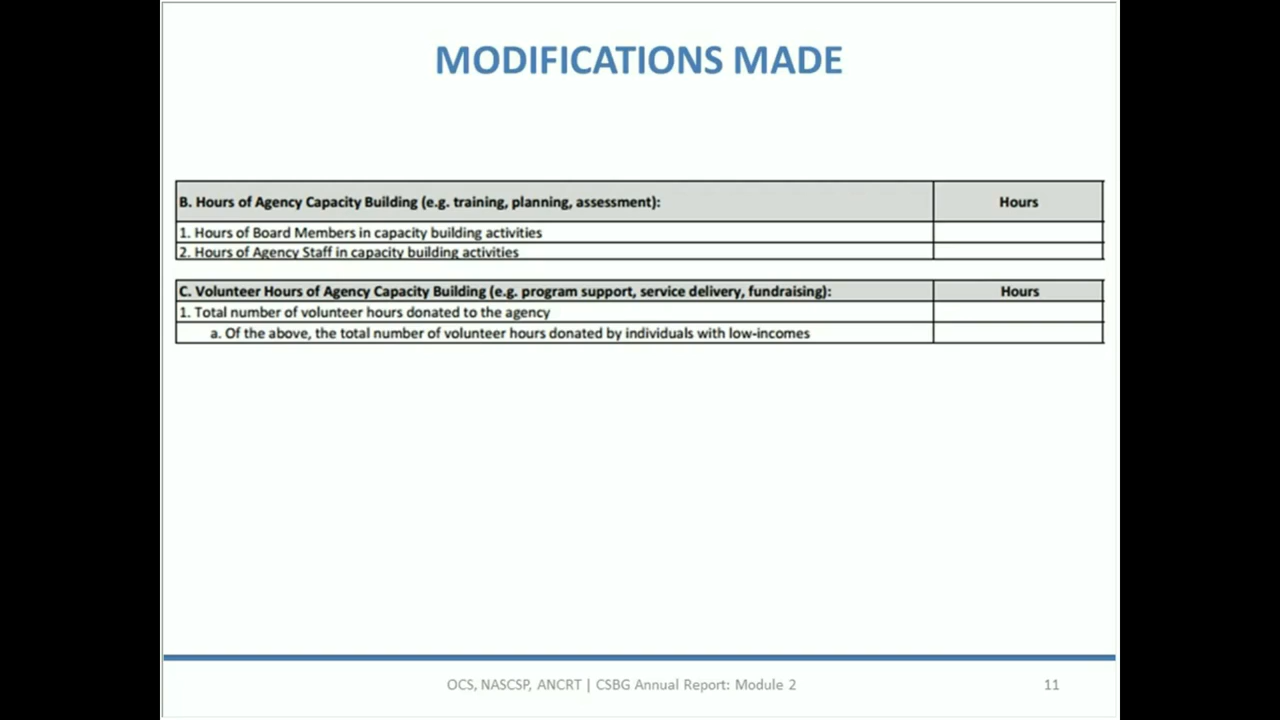 MODIFICATIONS MADE
B. Hours of Agency Capacity Building (e.g. training, planning, assessment): Hours
1. Hours of Board Members in capacity building activities
2. Hours of Agency Staff in capacity building activities
C. Volunteer Hours of Agency Capacity Building (e.g. program support, service delivery, fundraising): Hours
1. Total number of volunteer hours donated to the agency
a. Of the above, the total number of volunteer hours donated by individuals with low-incomes
OCS, NASCSP, ANCRT | CSBG Annual Report: Module 2 11